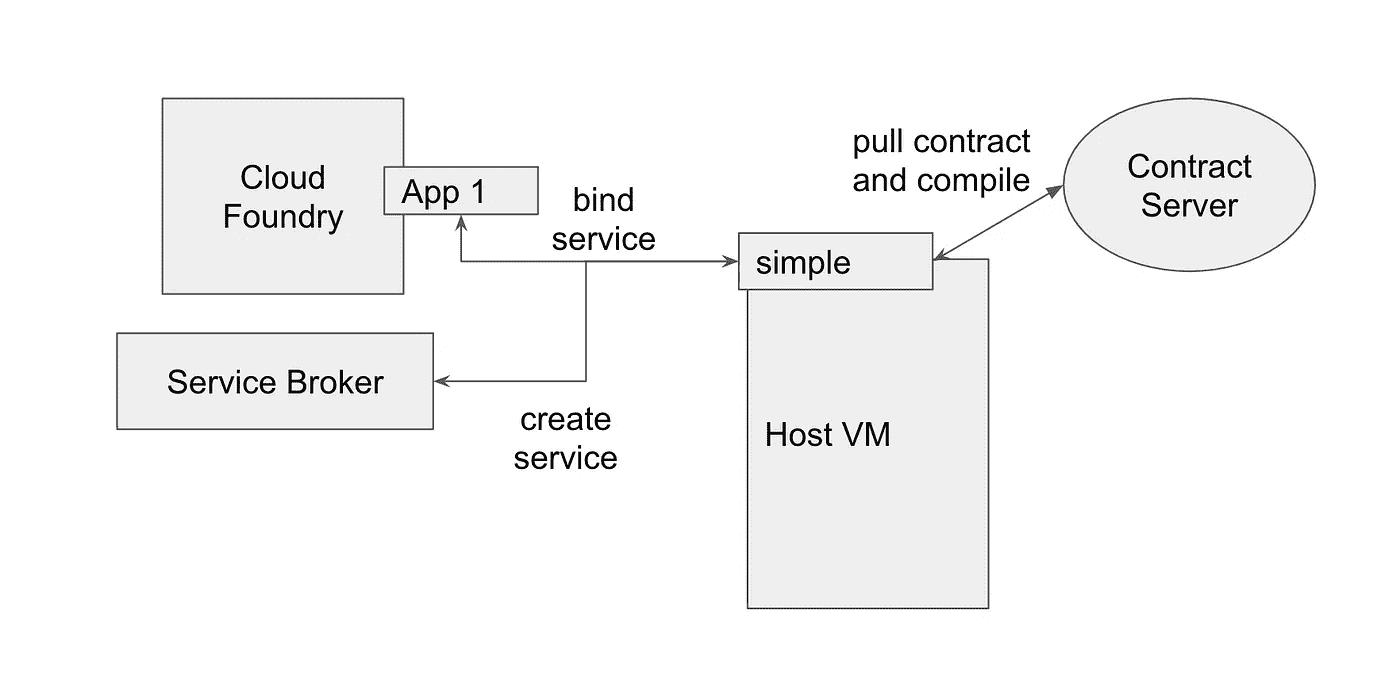 Cloud
Foundry
App 1
bind
service
pull contract
and compile
Contract
Server
simple
Service Broker
create
service
Host VM